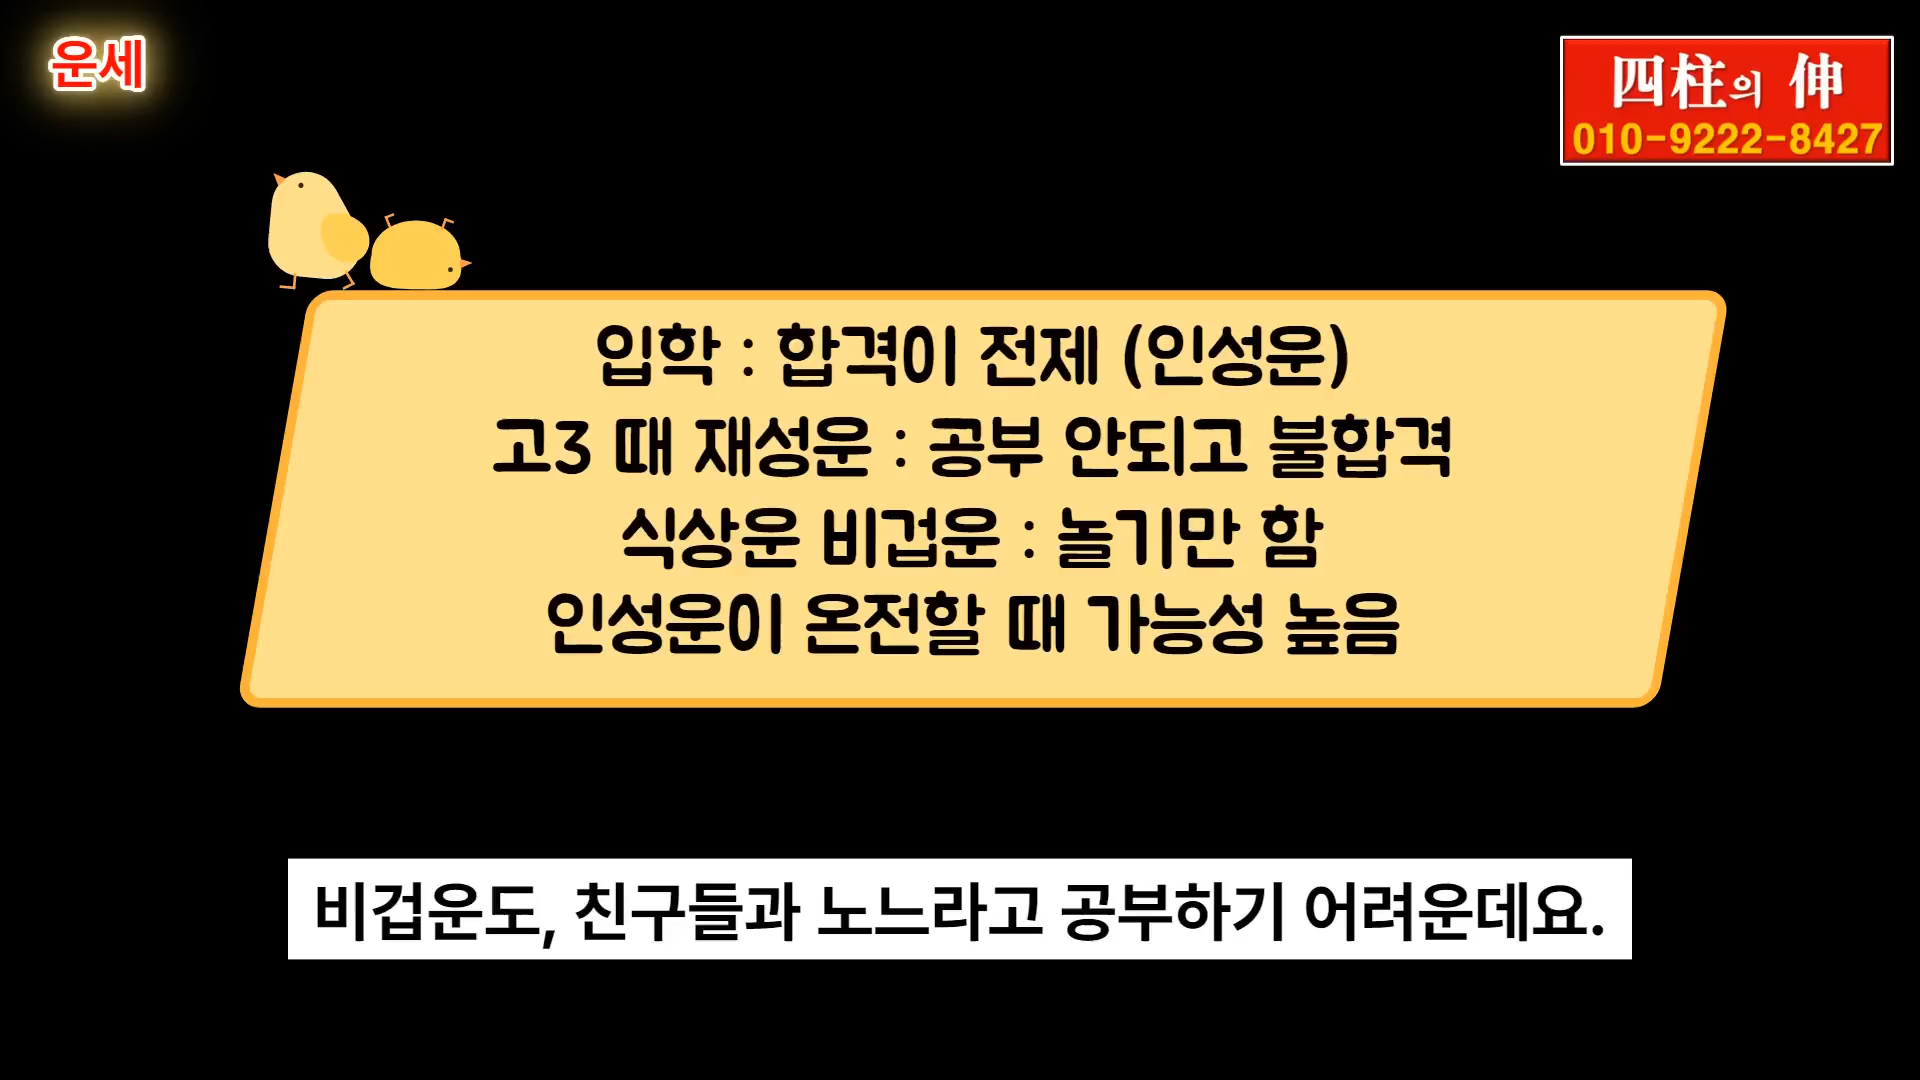 운세
四柱의 伸
010-9222-8427
입학 : 합격이 전제 (인성운)
고3 때 재성운 : 공부 안되고 불합격
식상운 비겁운 : 놀기만 함
인성운이 온전할 때 가능성 높음
비겁운도, 친구들과 노느라고 공부하기 어려운데요.